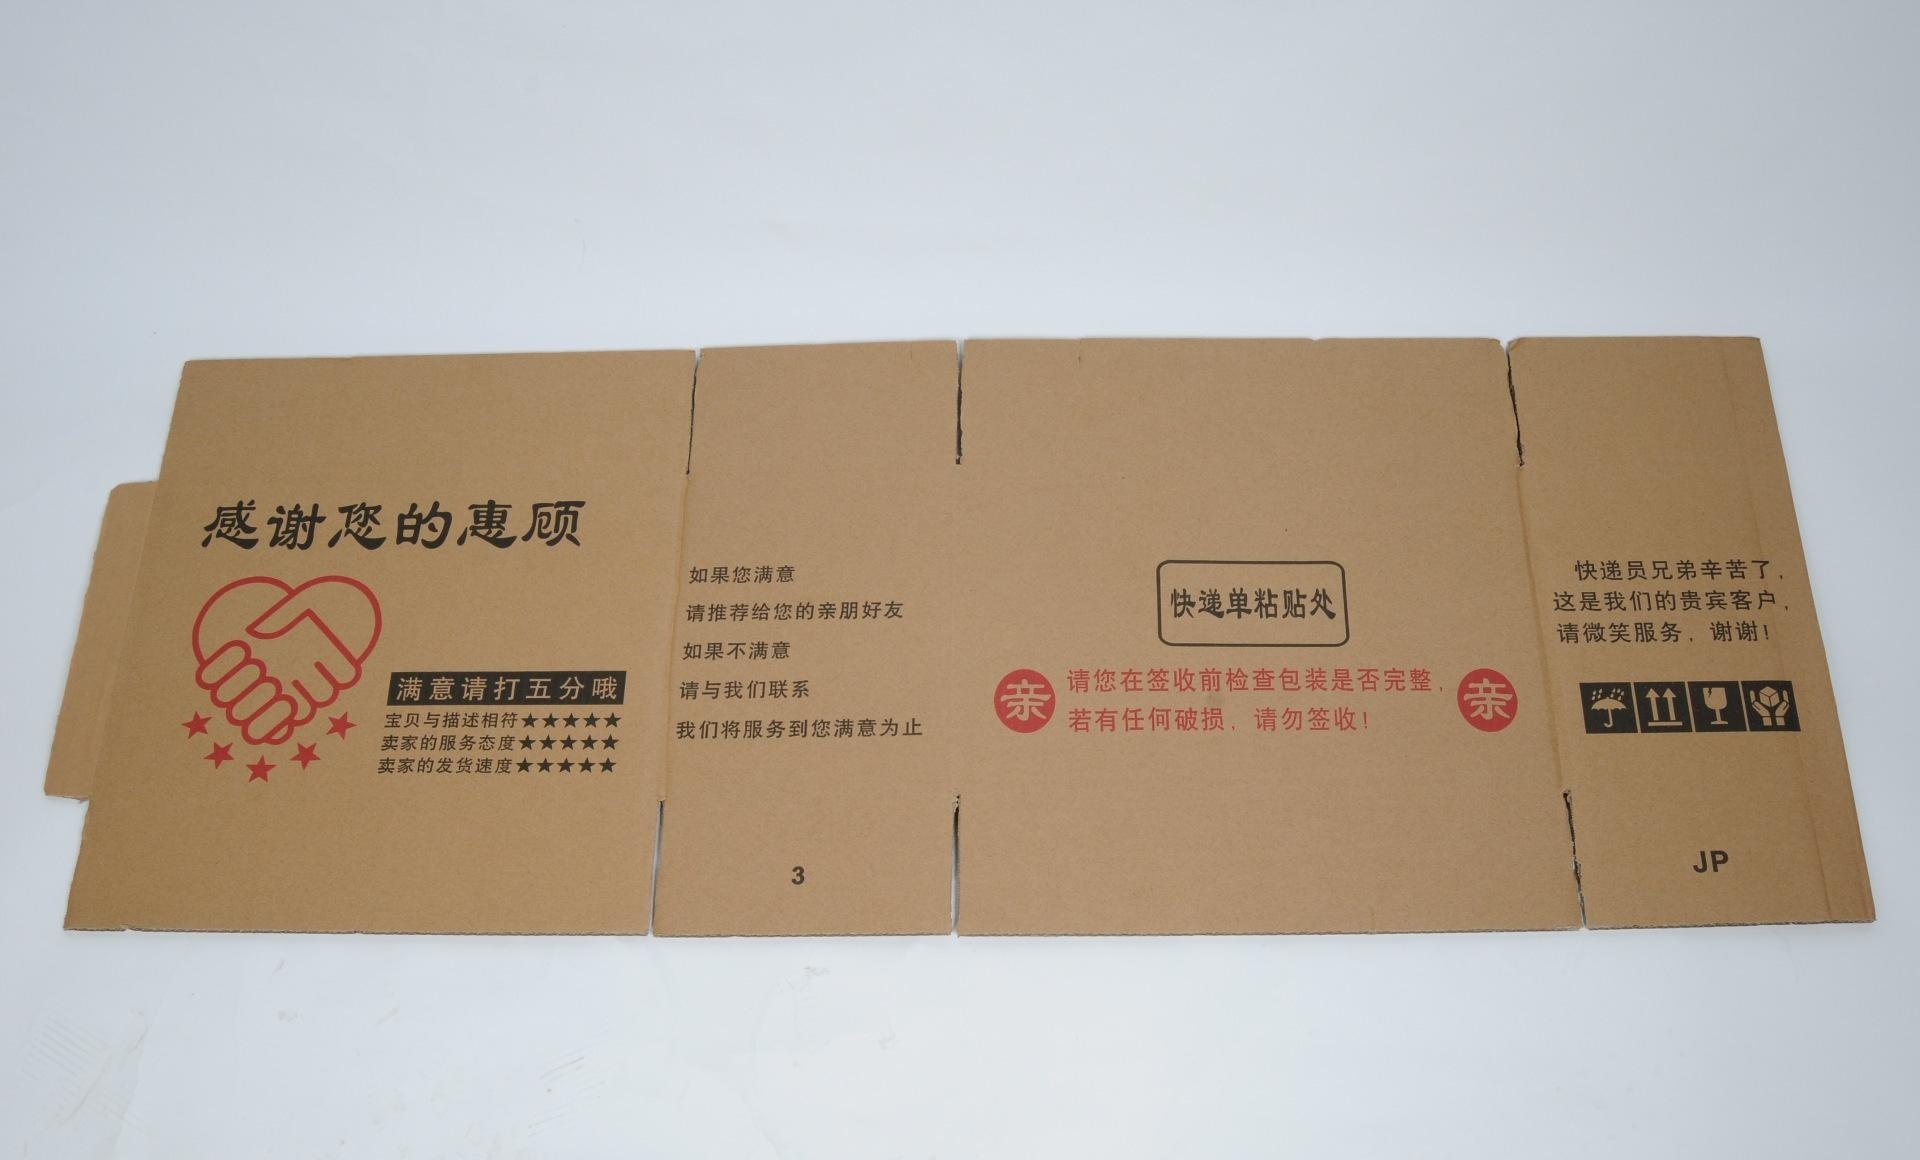 感谢您的惠顾
满意请打五分哦
宝贝与描述相符★★★★★
卖家的服务态度★★★★★
卖家的发货速度★★★★★
如果您满意
请推荐给您的亲朋好友
如果不满意
请与我们联系
我们将服务到您满意为止
3
快递单粘贴处
亲
请您在签收前检查包装是否完整，
若有任何破损，请勿签收！
亲
快递员兄弟辛苦了，
这是我们的贵宾客户，
请微笑服务，谢谢！
JP